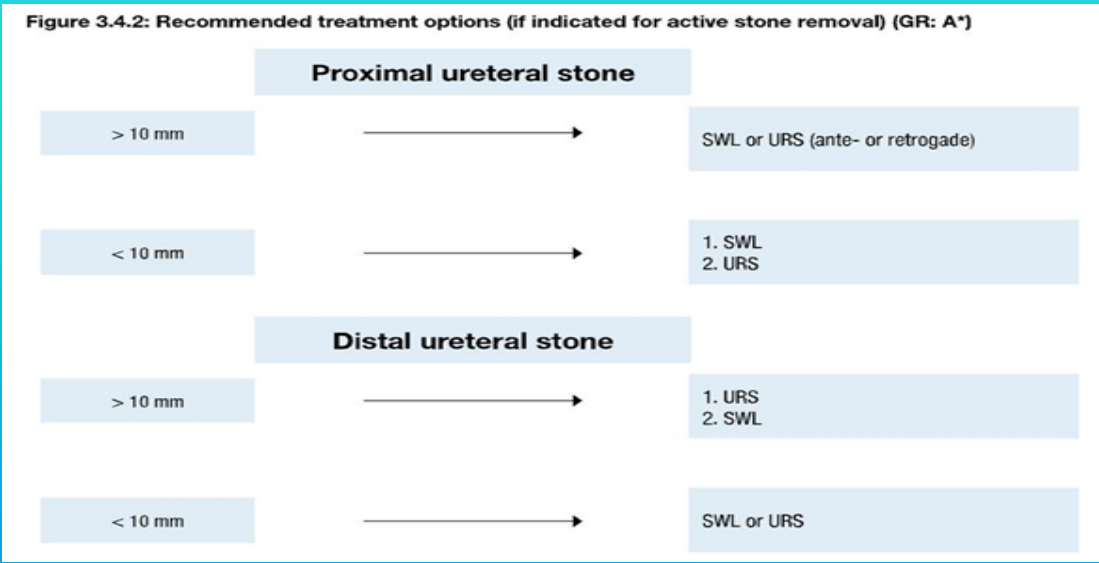 Figure 3.4.2: Recommended treatment options (if indicated for active stone removal) (GR: A*)
Proximal ureteral stone
> 10 mm
SWL or URS (ante- or retrogade)
< 10 mm
1. SWL
2. URS
Distal ureteral stone
> 10 mm
1. URS
2. SWL
< 10 mm
SWL or URS